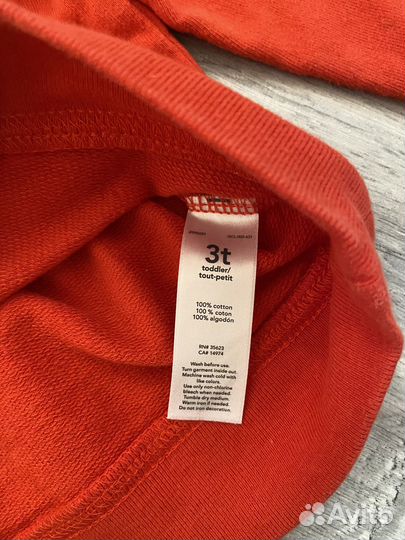 3t
toddler/
tout-petit
100% cotton
100 % coton
100% algodón
RN# 35623
CA# 14974
Wash before use.
Turn garment inside out.
Machine wash cold with
like colors.
Use only non-chlorine
bleach when needed.
Tumble dry medium.
Warm iron if needed.
Do not iron decoration.
Avito